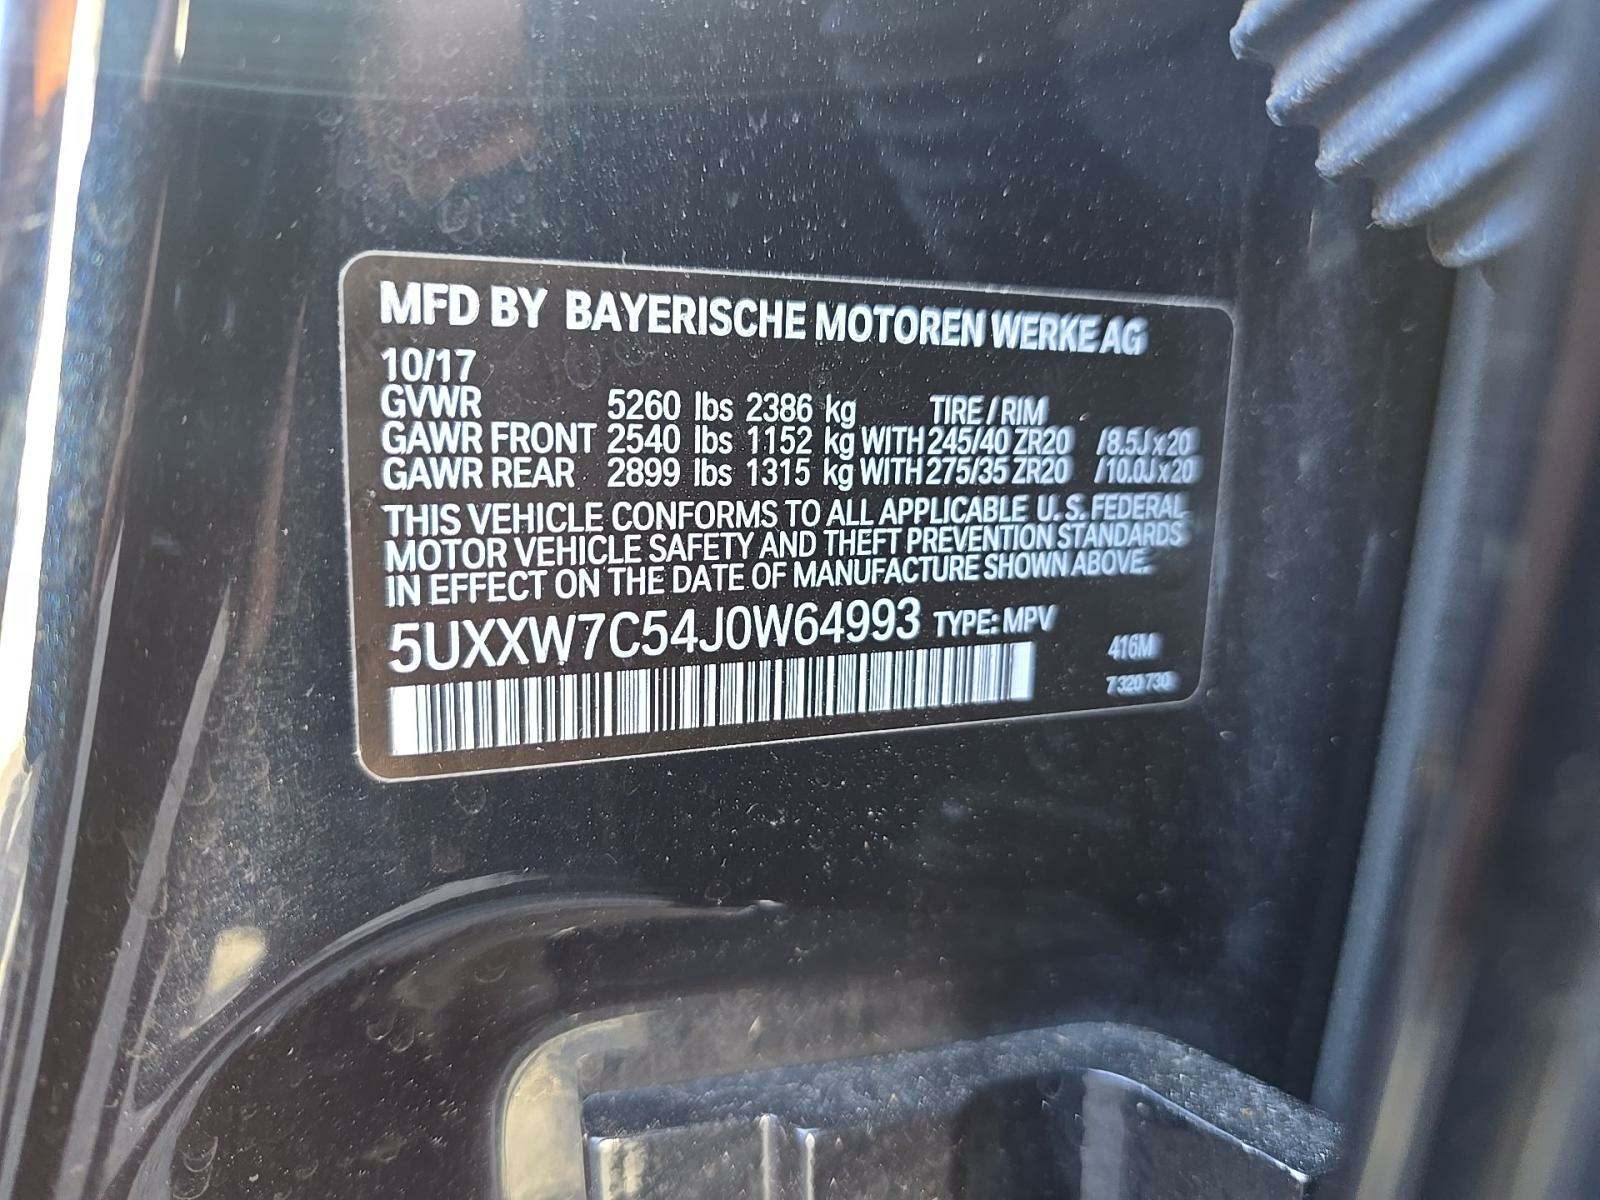 MFD BY BAYERISCHE MOTOREN WERKE AG
10/17
GVWR 5260 lbs 2386 kg TIRE / RIM
GAWR FRONT 2540 lbs 1152 kg WITH 245/40 ZR20 /8.5J x 20
GAWR REAR 2899 lbs 1315 kg WITH 275/35 ZR20 /10.0J x 20
THIS VEHICLE CONFORMS TO ALL APPLICABLE U.S. FEDERAL
MOTOR VEHICLE SAFETY AND THEFT PREVENTION STANDARDS
IN EFFECT ON THE DATE OF MANUFACTURE SHOWN ABOVE.
5UXXW7C54J0W64993 TYPE: MPV
416M
7 320 730